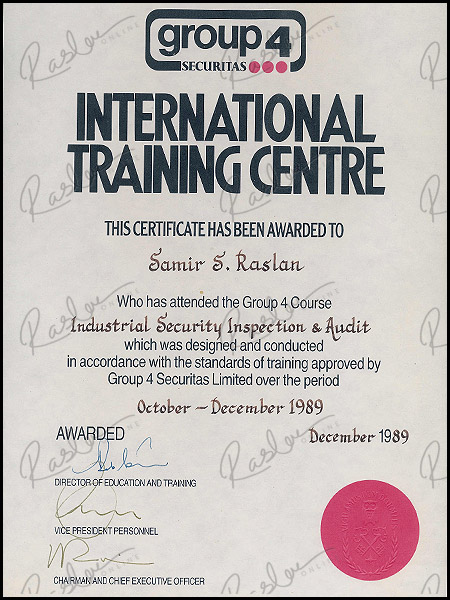 group 4
SECURITAS
INTERNATIONAL
TRAINING CENTRE
THIS CERTIFICATE HAS BEEN AWARDED TO
Samir S. Raslan
Who has attended the Group 4 Course
Industrial Security Inspection & Audit
which was designed and conducted
in accordance with the standards of training approved by
Group 4 Securitas Limited over the period
October – December 1989
AWARDED
December 1989
DIRECTOR OF EDUCATION AND TRAINING
VICE PRESIDENT PERSONNEL
CHAIRMAN AND CHIEF EXECUTIVE OFFICER
Raslan
ONLINE